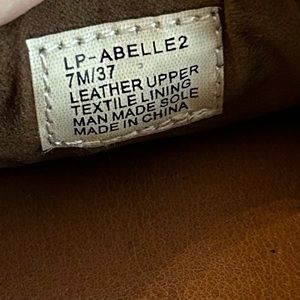 LP-ABELLE2
7M/37
LEATHER UPPER
TEXTILE LINING
MAN MADE SOLE
MADE IN CHINA